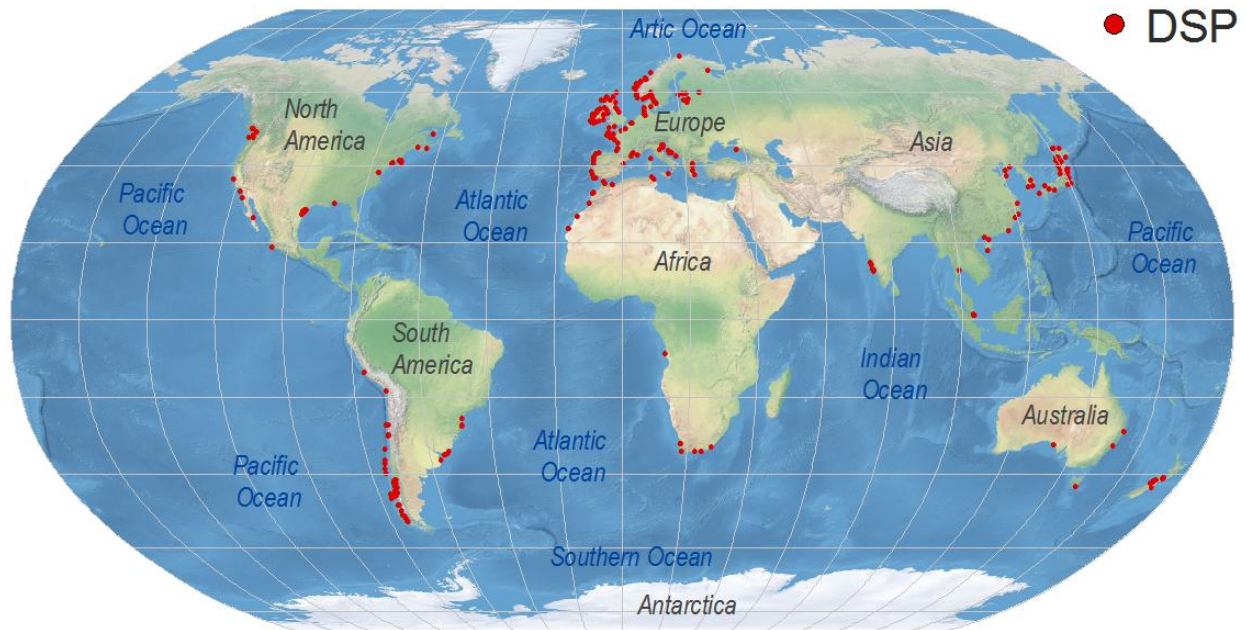 Artic Ocean
DSP
North
America
Europe
Asia
Pacific
Ocean
Atlantic
Ocean
Africa
Pacific
Ocean
South
America
Indian
Ocean
Australia
Atlantic
Ocean
Pacific
Ocean
Southern Ocean
Antarctica